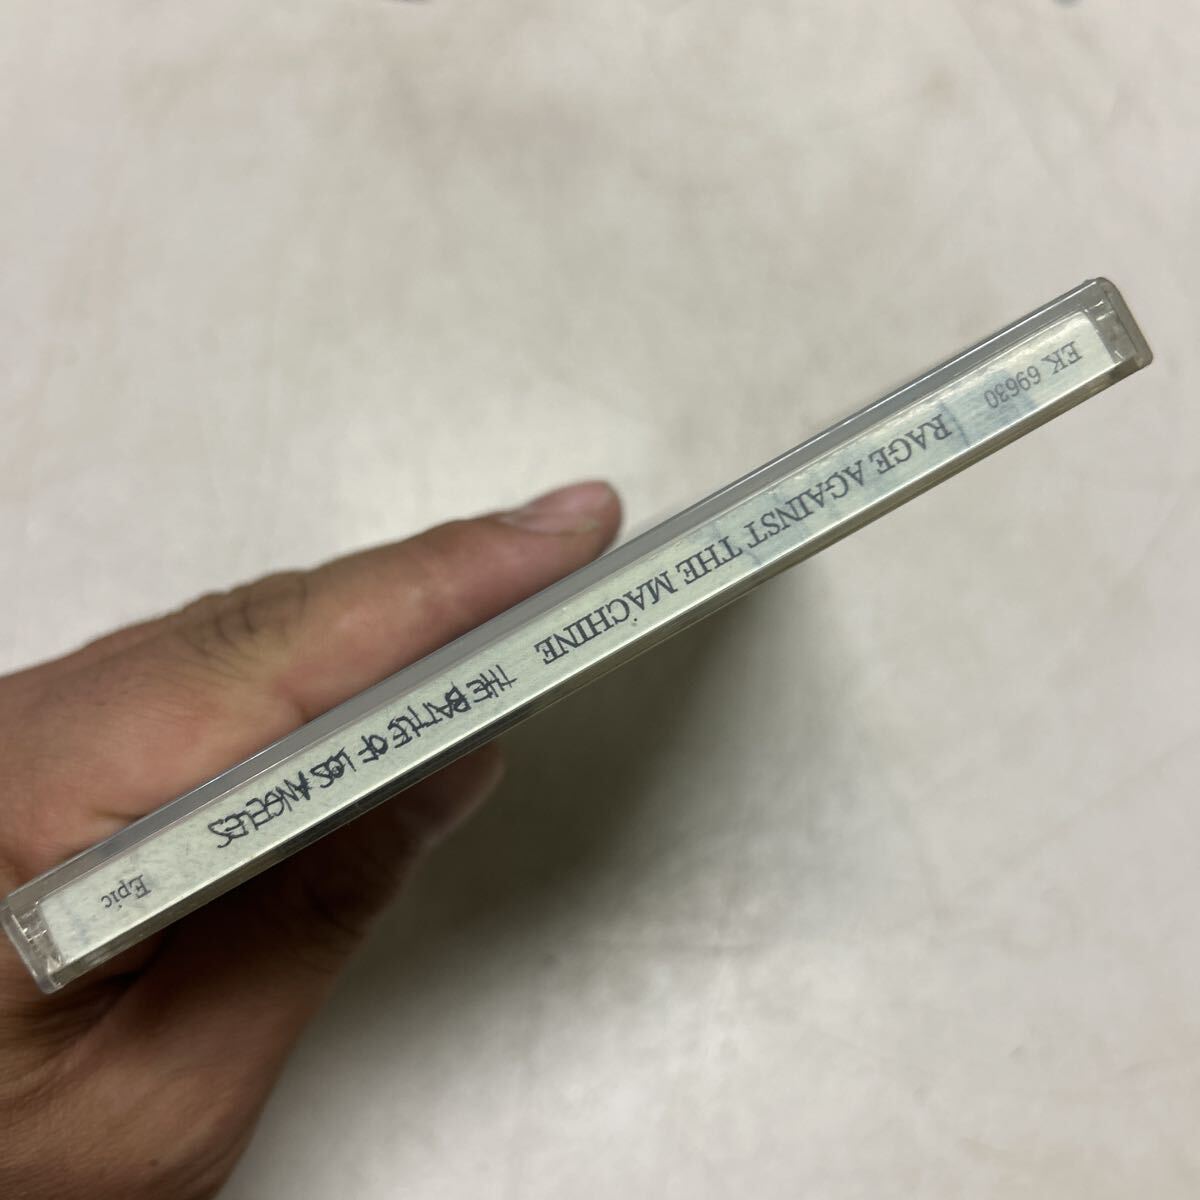 EK 69630
RAGE AGAINST THE MACHINE
THE BATTLE OF LOS ANGELES
Epic